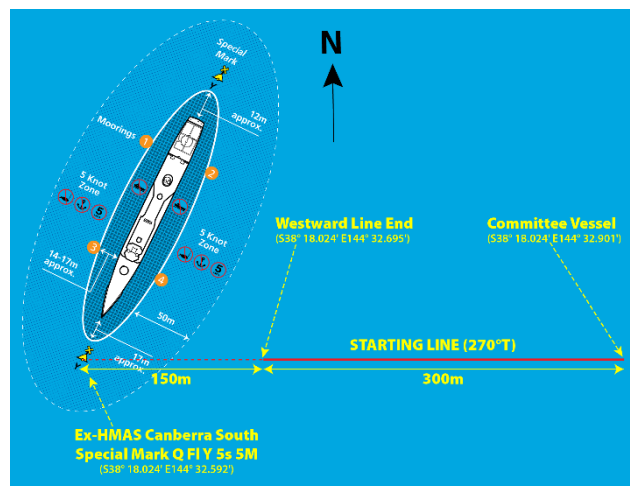 Special
Mark
N
Y
12m
approx.
Moorings
1
2
5 Knot
Zone
5
5 Knot
Zone
5
3
14-17m
approx.
4
50m
17m
approx.
Y
Westward Line End
(S38° 18.024' E144° 32.695')
Committee Vessel
(S38° 18.024' E144° 32.901')
STARTING LINE (270°T)
150m
300m
Ex-HMAS Canberra South
Special Mark Q Fl Y 5s 5M
(S38° 18.024' E144° 32.592')